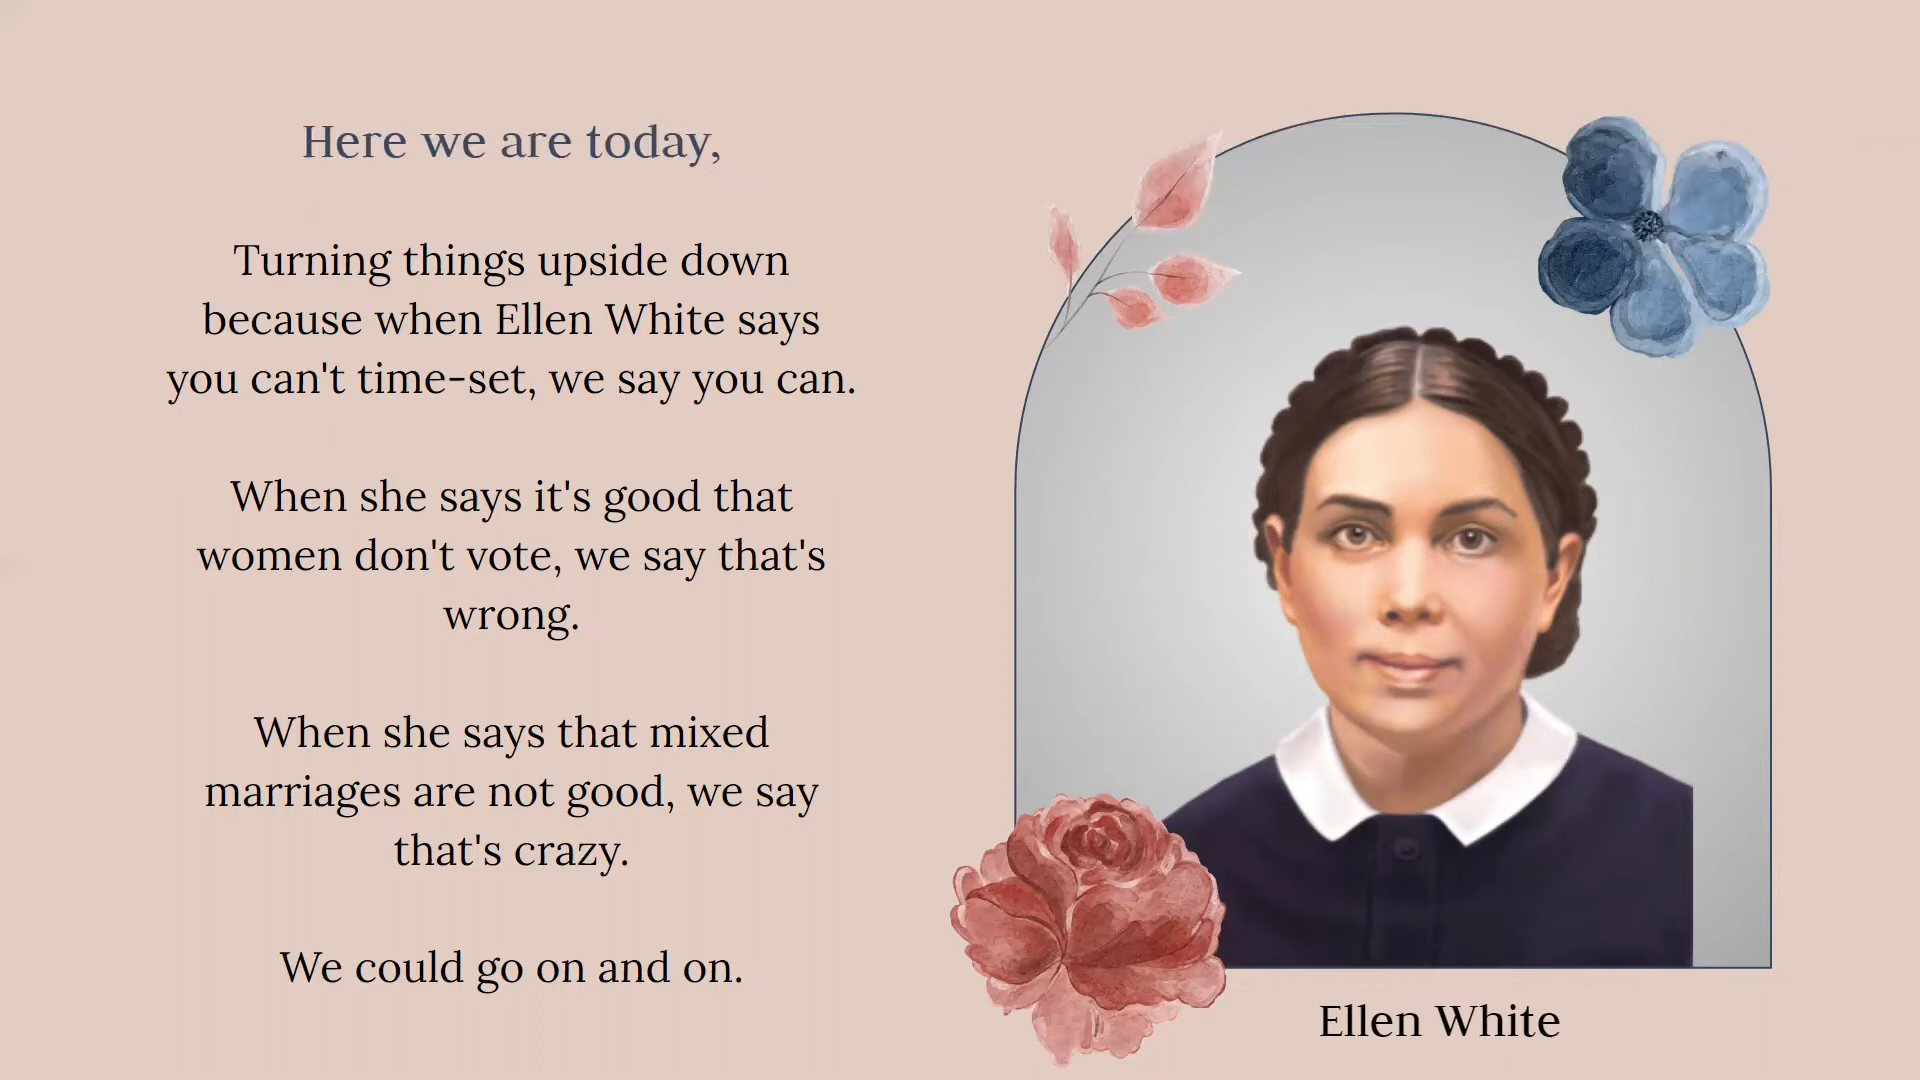 Here we are today,
Turning things upside down
because when Ellen White says
you can't time-set, we say you can.
When she says it's good that
women don't vote, we say that's
wrong.
When she says that mixed
marriages are not good, we say
that's crazy.
We could go on and on.
Ellen White